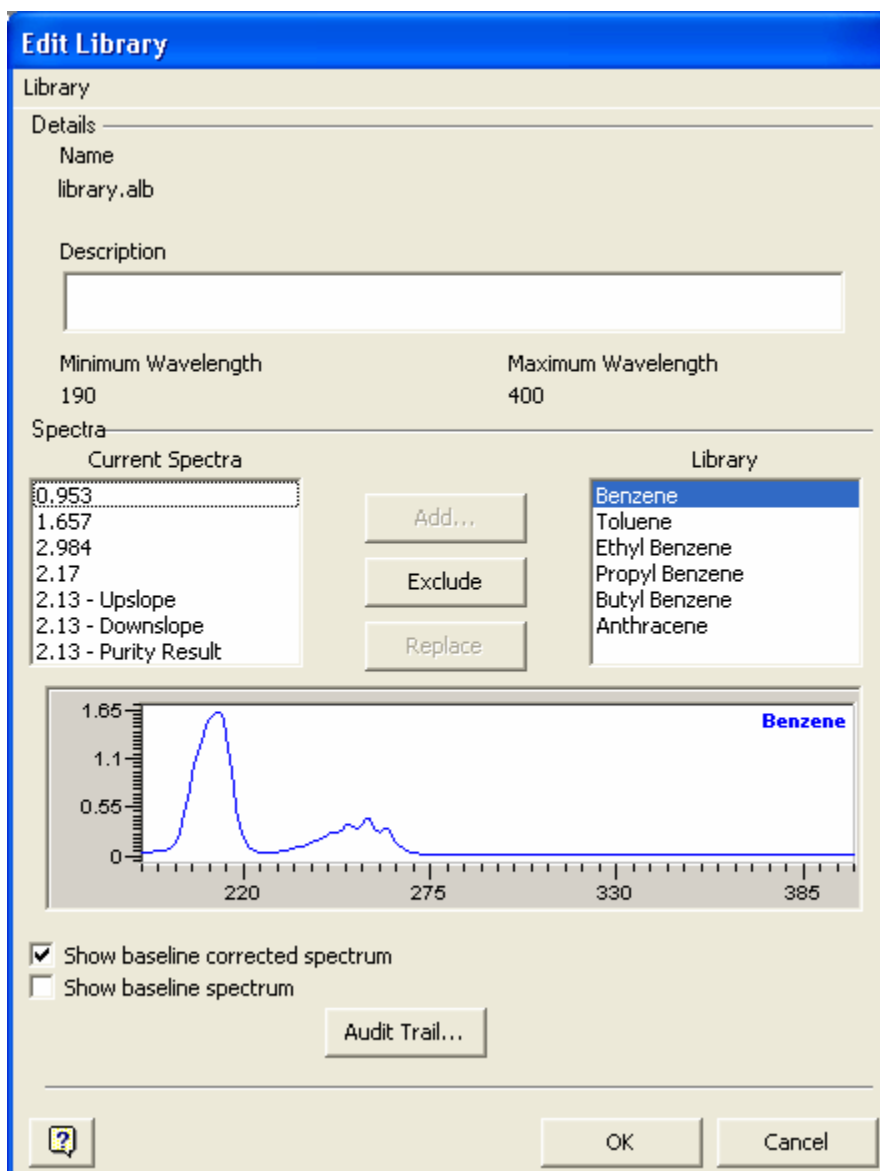 Edit Library
Library
Details
Name
library.alb
Description
Minimum Wavelength Maximum Wavelength
190 400
Spectra
Current Spectra Library
0.953
1.657
2.984
2.17
2.13 - Upslope
2.13 - Downslope
2.13 - Purity Result
Add...
Exclude
Replace
Benzene
Toluene
Ethyl Benzene
Propyl Benzene
Butyl Benzene
Anthracene
1.65
1.1
0.55
0
Benzene
220 275 330 385
Show baseline corrected spectrum
Show baseline spectrum
Audit Trail...
?
OK Cancel